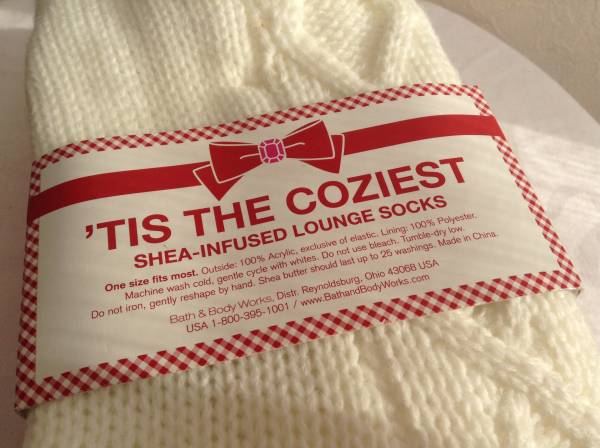 'TIS THE COZIEST
SHEA-INFUSED LOUNGE SOCKS
One size fits most. Outside: 100% Acrylic, exclusive of elastic. Lining: 100% Polyester.
Machine wash cold, gentle cycle with whites. Do not use bleach. Tumble-dry low.
Do not iron, gently reshape by hand. Shea butter should last up to 25 washings. Made in China.
Bath & Body Works, Distr. Reynoldsburg, Ohio 43068 USA
USA 1-800-395-1001 / www.BathandBodyWorks.com